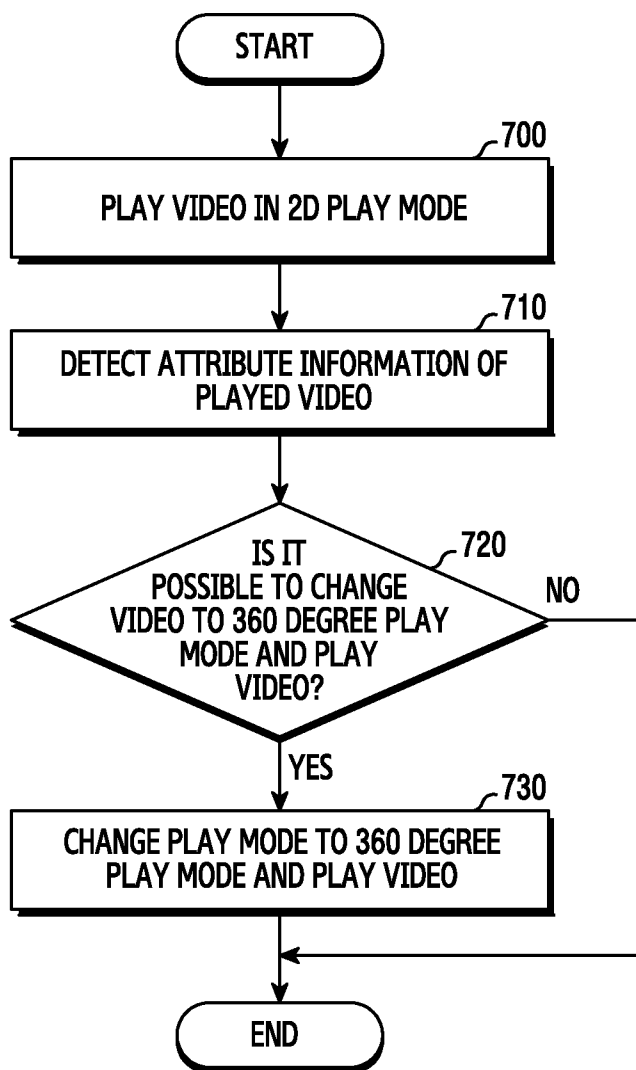 START
700
PLAY VIDEO IN 2D PLAY MODE
710
DETECT ATTRIBUTE INFORMATION OF
PLAYED VIDEO
720
IS IT
POSSIBLE TO CHANGE
VIDEO TO 360 DEGREE PLAY
MODE AND PLAY
VIDEO?
NO
YES
730
CHANGE PLAY MODE TO 360 DEGREE
PLAY MODE AND PLAY VIDEO
END